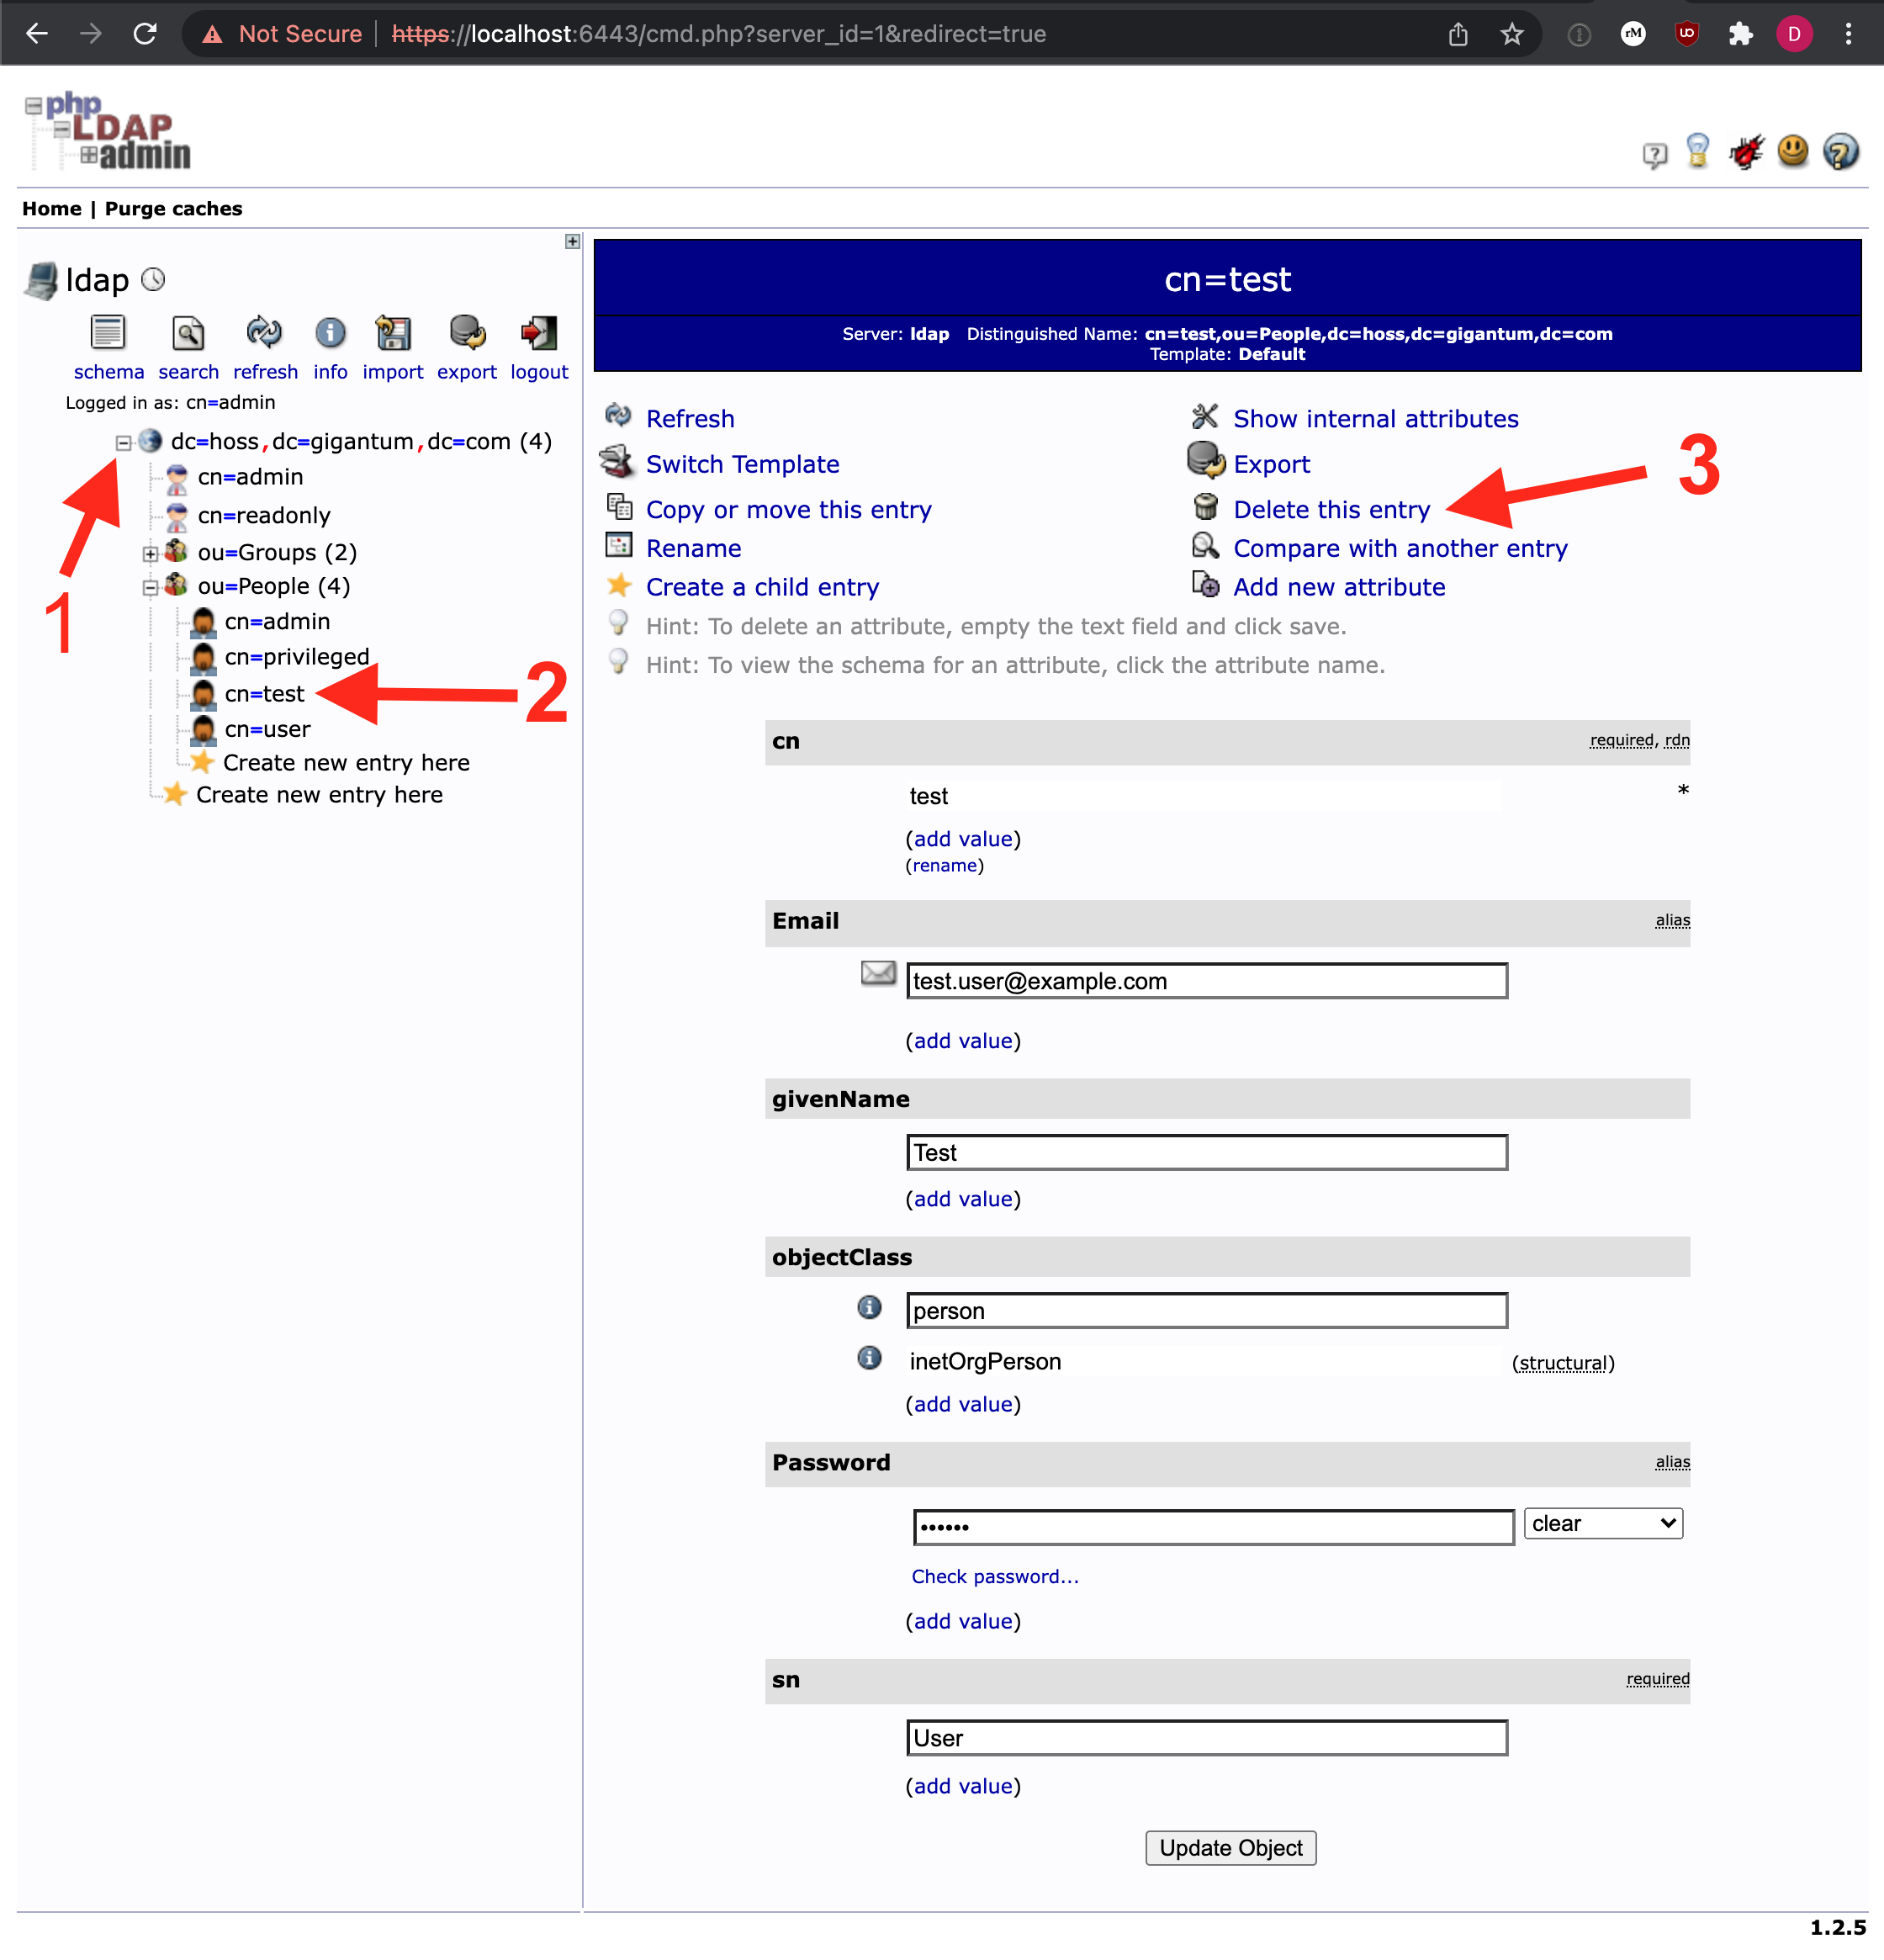 Not Secure https://localhost:6443/cmd.php?server_id=1&redirect=true
rM
UO
D
php
LDAP
admin
Home | Purge caches
ldap
schema search refresh info import export logout
Logged in as: cn=admin
dc=hoss,dc=gigantum,dc=com (4)
cn=admin
cn=readonly
ou=Groups (2)
ou=People (4)
cn=admin
cn=privileged
cn=test
cn=user
Create new entry here
Create new entry here
1
2
cn=test
Server: ldap Distinguished Name: cn=test,ou=People,dc=hoss,dc=gigantum,dc=com
Template: Default
Refresh
Show internal attributes
Switch Template
Export
Copy or move this entry
Delete this entry
3
Rename
Compare with another entry
Create a child entry
Add new attribute
Hint: To delete an attribute, empty the text field and click save.
Hint: To view the schema for an attribute, click the attribute name.
cn required, rdn
test *
(add value)
(rename)
Email alias
test.user@example.com
(add value)
givenName
Test
(add value)
objectClass
person
inetOrgPerson (structural)
(add value)
Password alias
•••••• clear
Check password...
(add value)
sn required
User
(add value)
Update Object
1.2.5